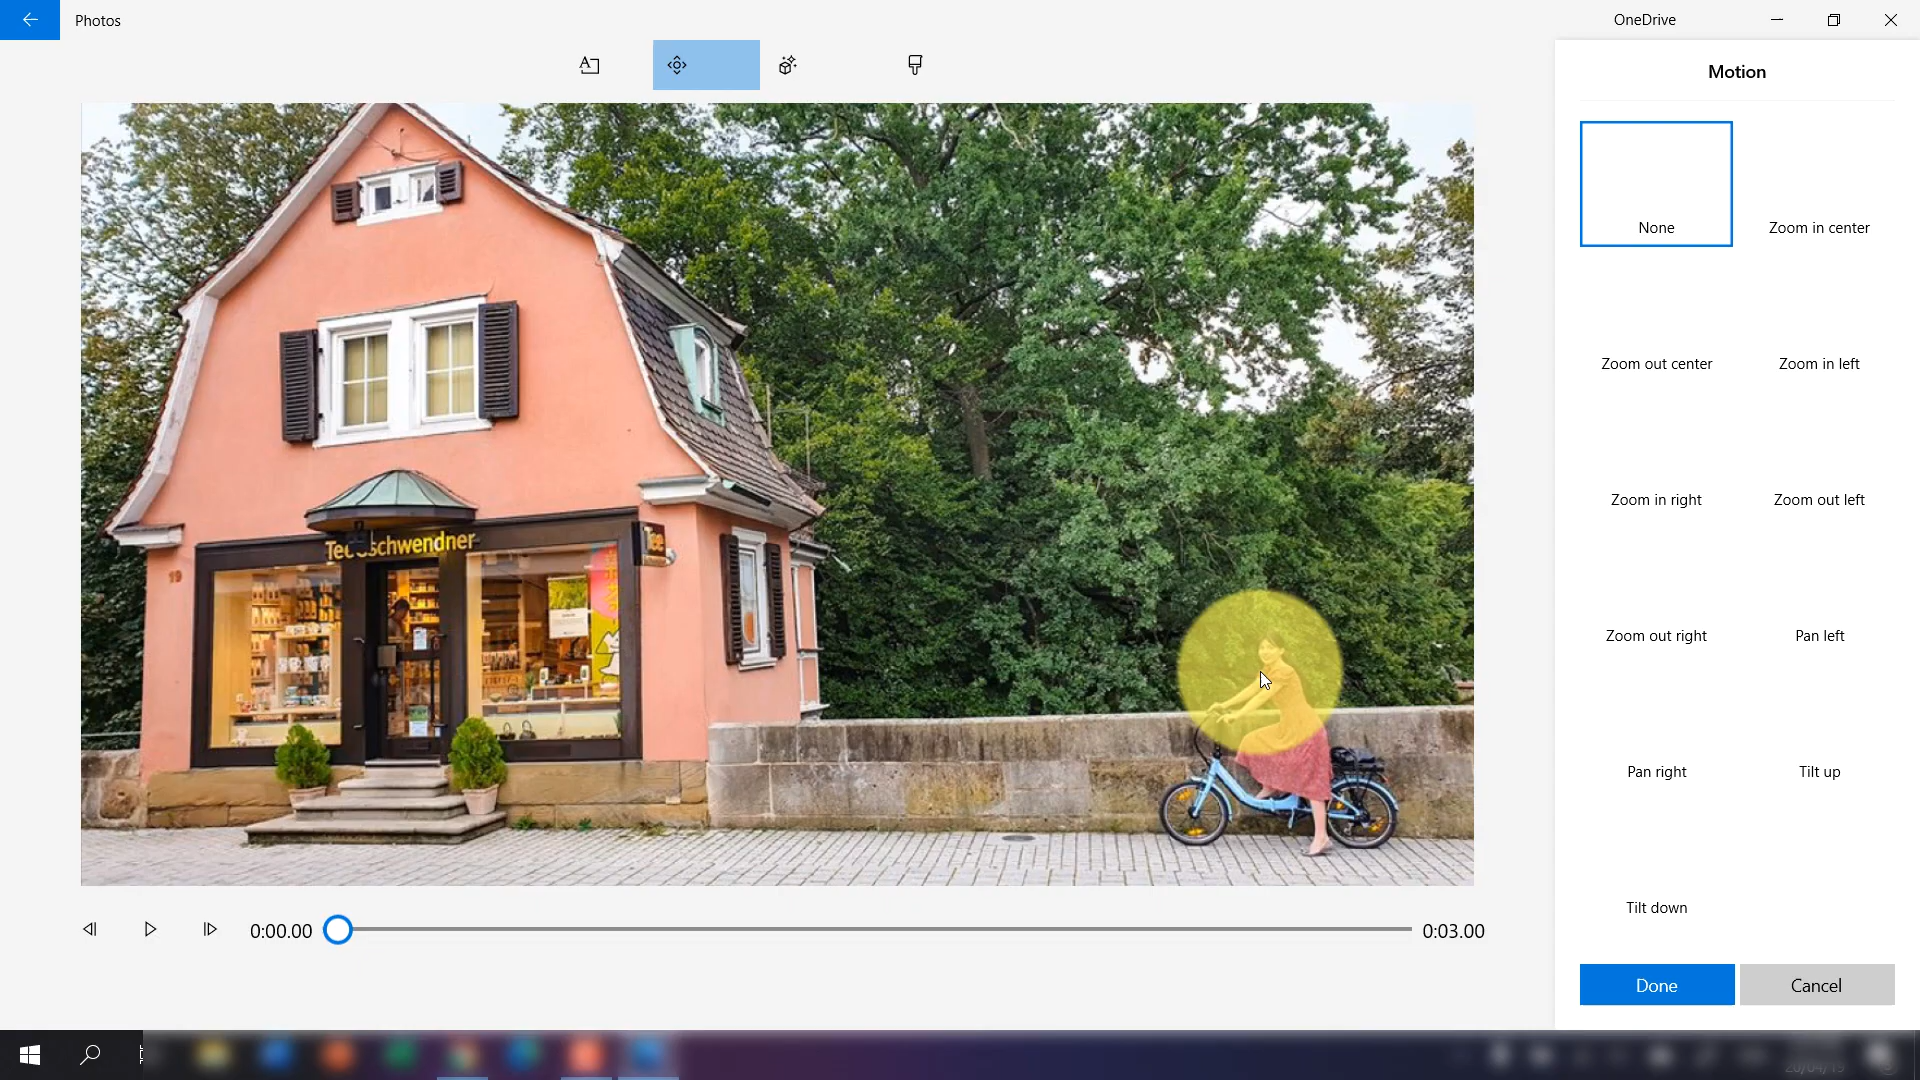 Photos
OneDrive
Motion
None
Zoom in center
Zoom out center
Zoom in left
Zoom in right
Zoom out left
Zoom out right
Pan left
Pan right
Tilt up
Tilt down
Done
Cancel
Tee
19
0:00.00
0:03.00